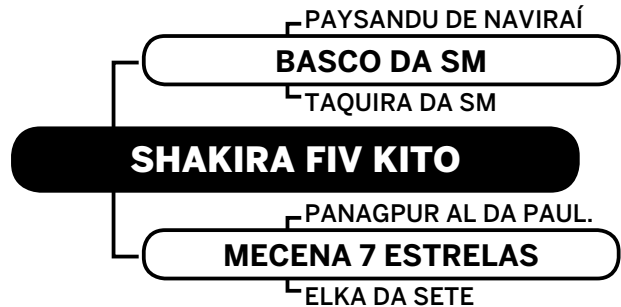 PAYSANDU DE NAVIRAÍ
BASCO DA SM
TAQUIRA DA SM
SHAKIRA FIV KITO
PANAGPUR AL DA PAUL.
MECENA 7 ESTRELAS
ELKA DA SETE